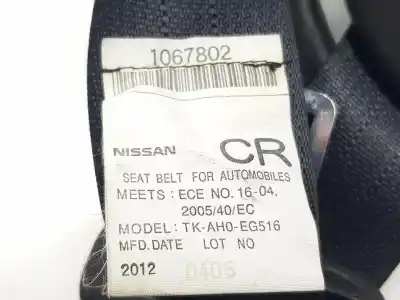 1067802
NISSAN CR
SEAT BELT FOR AUTOMOBILES
MEETS: ECE NO. 16-04,
2005/40/EC
MODEL: TK-AH0-EG516
MFD.DATE LOT NO
2012 0406